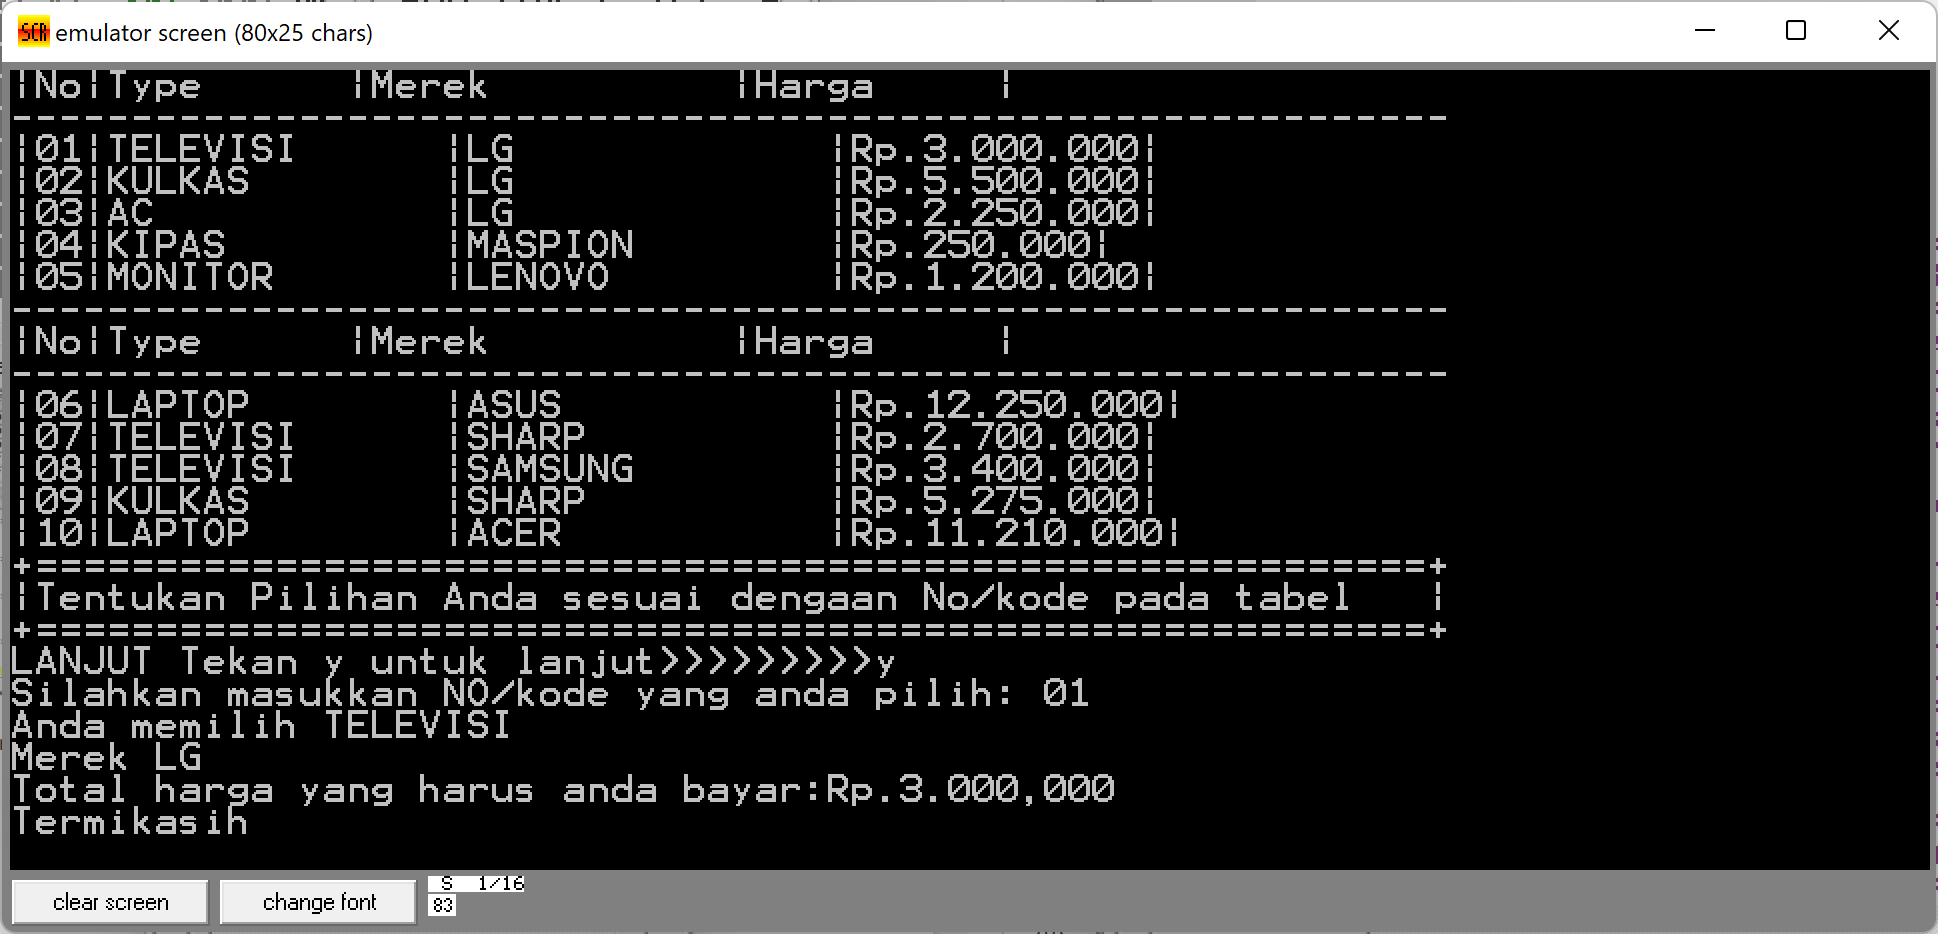 SCR emulator screen (80x25 chars)
|No|Type |Merek |Harga |
------------------------------------------------------------
|01|TELEVISI |LG |Rp.3.000.000|
|02|KULKAS |LG |Rp.5.500.000|
|03|AC |LG |Rp.2.250.000|
|04|KIPAS |MASPION |Rp.250.000|
|05|MONITOR |LENOVO |Rp.1.200.000|
------------------------------------------------------------
|No|Type |Merek |Harga |
------------------------------------------------------------
|06|LAPTOP |ASUS |Rp.12.250.000|
|07|TELEVISI |SHARP |Rp.2.700.000|
|08|TELEVISI |SAMSUNG |Rp.3.400.000|
|09|KULKAS |SHARP |Rp.5.275.000|
|10|LAPTOP |ACER |Rp.11.210.000|
+==========================================================+
|Tentukan Pilihan Anda sesuai dengaan No/kode pada tabel |
+==========================================================+
LANJUT Tekan y untuk lanjut>>>>>>>>>y
Silahkan masukkan NO/kode yang anda pilih: 01
Anda memilih TELEVISI
Merek LG
Total harga yang harus anda bayar:Rp.3.000,000
Termikasih
clear screen change font S 1/16
83